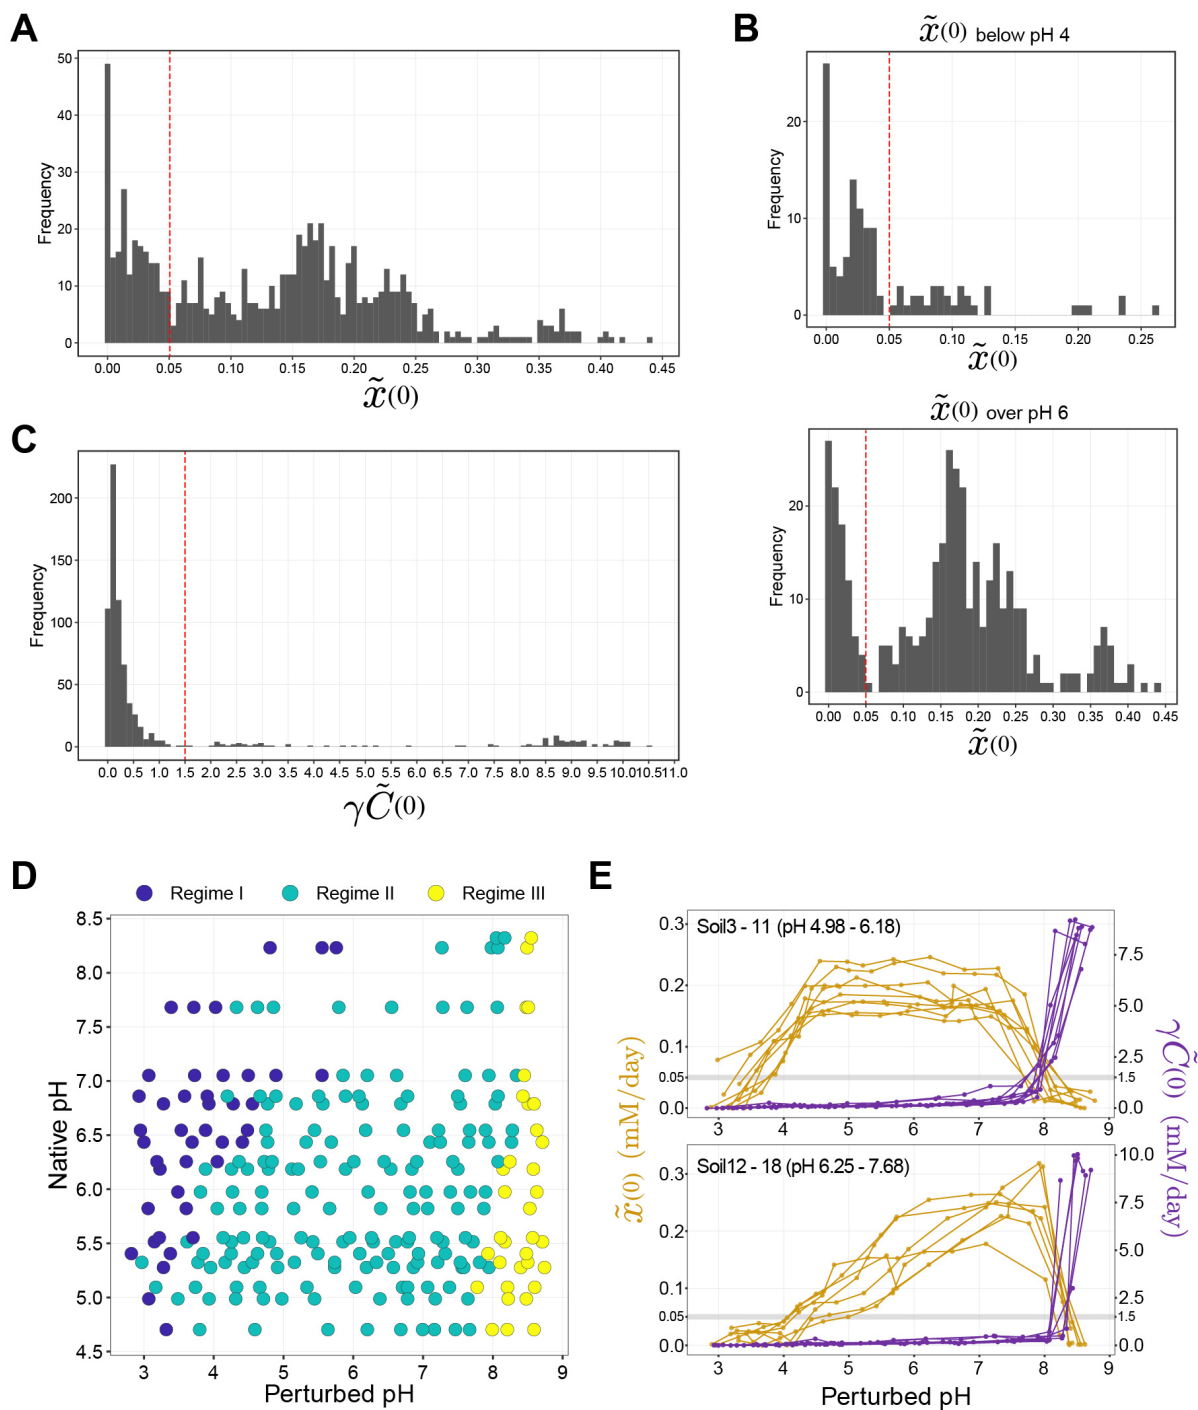 A
50
40
30
20
10
0
Frequency
0.00 0.05 0.10 0.15 0.20 0.25 0.30 0.35 0.40 0.45
x̃(0)
B
x̃(0) below pH 4
20
10
0
Frequency
0.00 0.05 0.10 0.15 0.20 0.25
x̃(0)
x̃(0) over pH 6
20
10
0
Frequency
0.00 0.05 0.10 0.15 0.20 0.25 0.30 0.35 0.40 0.45
x̃(0)
C
200
150
100
50
0
Frequency
0.0 0.5 1.0 1.5 2.0 2.5 3.0 3.5 4.0 4.5 5.0 5.5 6.0 6.5 7.0 7.5 8.0 8.5 9.0 9.5 10.0 10.5 11.0
γC̃(0)
D
Regime I Regime II Regime III
8.5
8.0
7.5
7.0
6.5
6.0
5.5
5.0
4.5
Native pH
3 4 5 6 7 8 9
Perturbed pH
E
Soil3 - 11 (pH 4.98 - 6.18)
0.3
0.2
0.1
0.05
0.0
7.5
5.0
2.5
1.5
0.0
3 4 5 6 7 8 9
Soil12 - 18 (pH 6.25 - 7.68)
0.3
0.2
0.1
0.05
0.0
10.0
7.5
5.0
2.5
1.5
0.0
3 4 5 6 7 8 9
x̃(0) (mM/day)
γC̃(0) (mM/day)
Perturbed pH